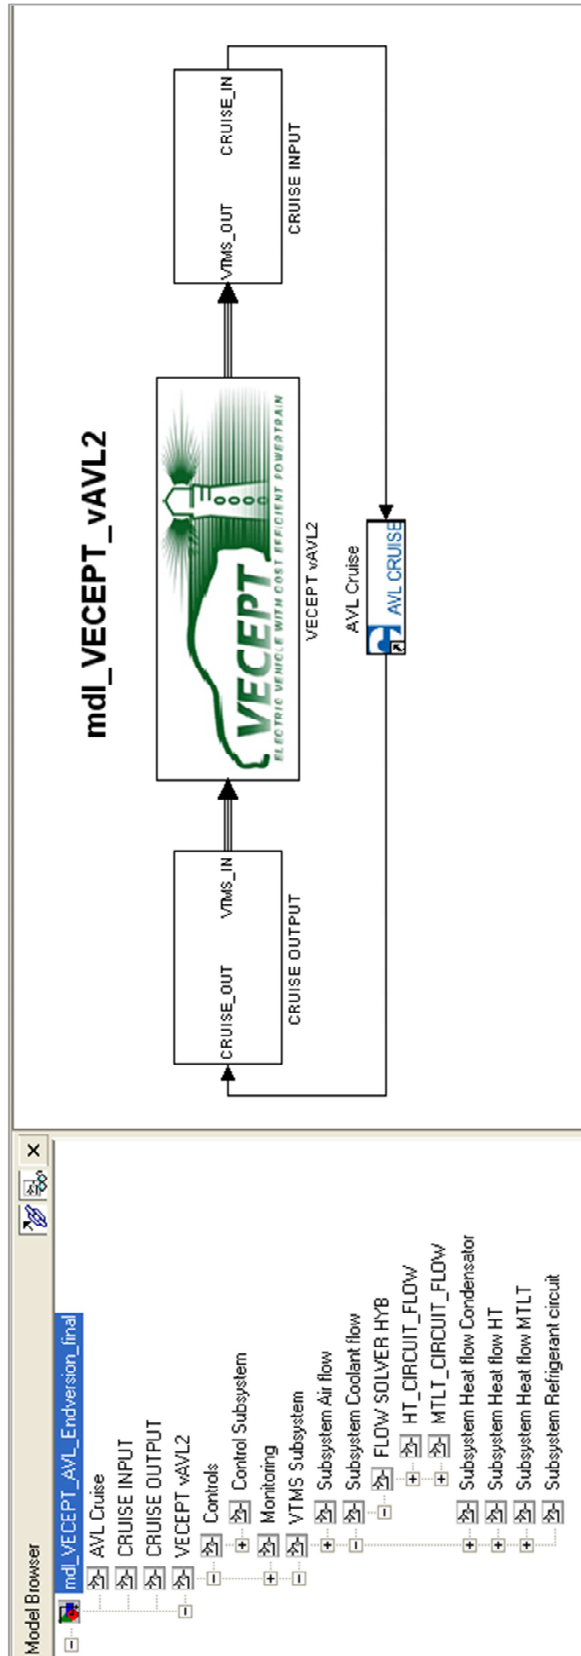 Model Browser
mdl_VECEPT_AVL_Endversion_final
AVL Cruise
CRUISE INPUT
CRUISE OUTPUT
VECEPT vAVL2
Controls
Control Subsystem
Monitoring
VTMS Subsystem
Subsystem Air flow
Subsystem Coolant flow
FLOW SOLVER HYB
HT_CIRCUIT_FLOW
MTLT_CIRCUIT_FLOW
Subsystem Heat flow Condensator
Subsystem Heat flow HT
Subsystem Heat flow MTLT
Subsystem Refrigerant circuit
mdl_VECEPT_vAVL2
CRUISE_OUT VTMS_IN
CRUISE OUTPUT
VECEPT
ELECTRIC VEHICLE WITH COST EFFICIENT POWERTRAIN
VECEPT vAVL2
VTMS_OUT CRUISE_IN
CRUISE INPUT
AVL Cruise
AVL CRUISE